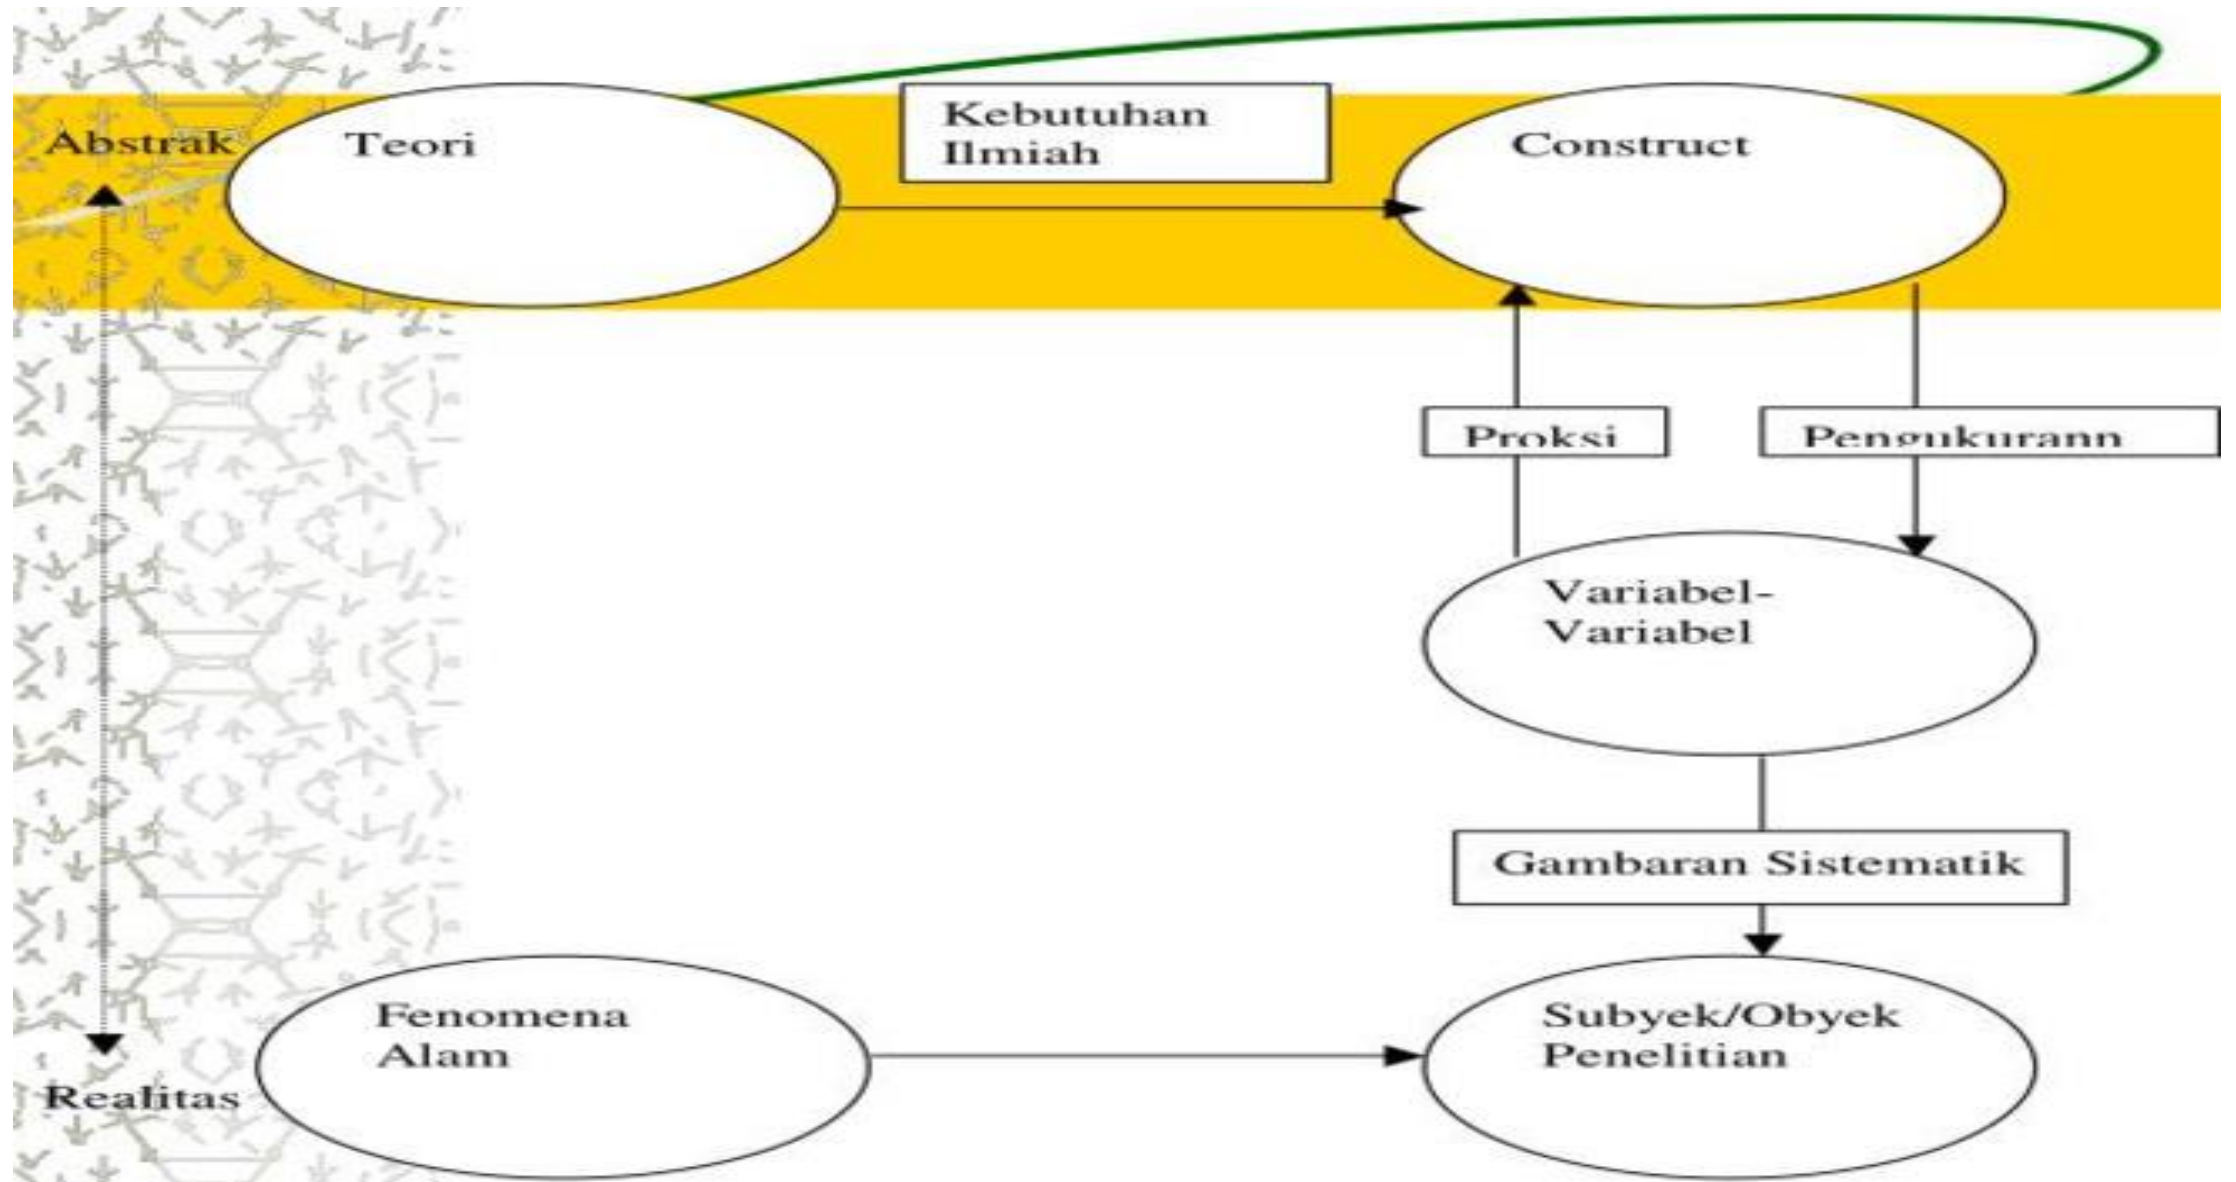 Abstrak
Teori
Kebutuhan
Ilmiah
Construct
Proksi
Pengukurann
Variabel-
Variabel
Gambaran Sistematik
Fenomena
Alam
Subyek/Obyek
Penelitian
Realitas